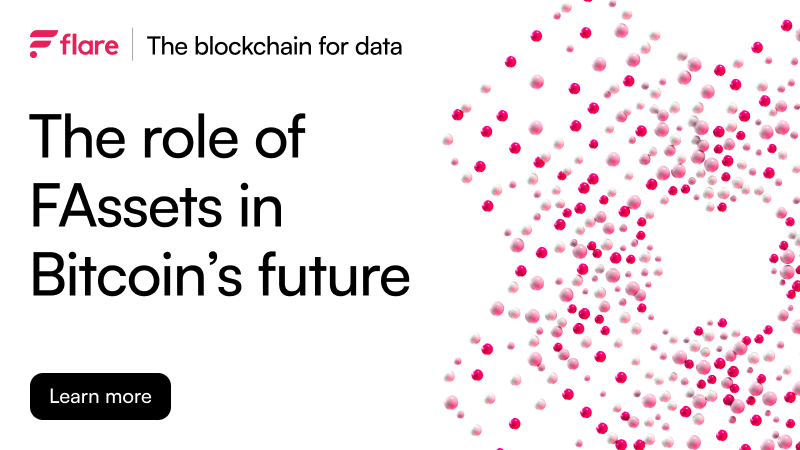 flare
The blockchain for data
The role of
FAssets in
Bitcoin’s future
Learn more